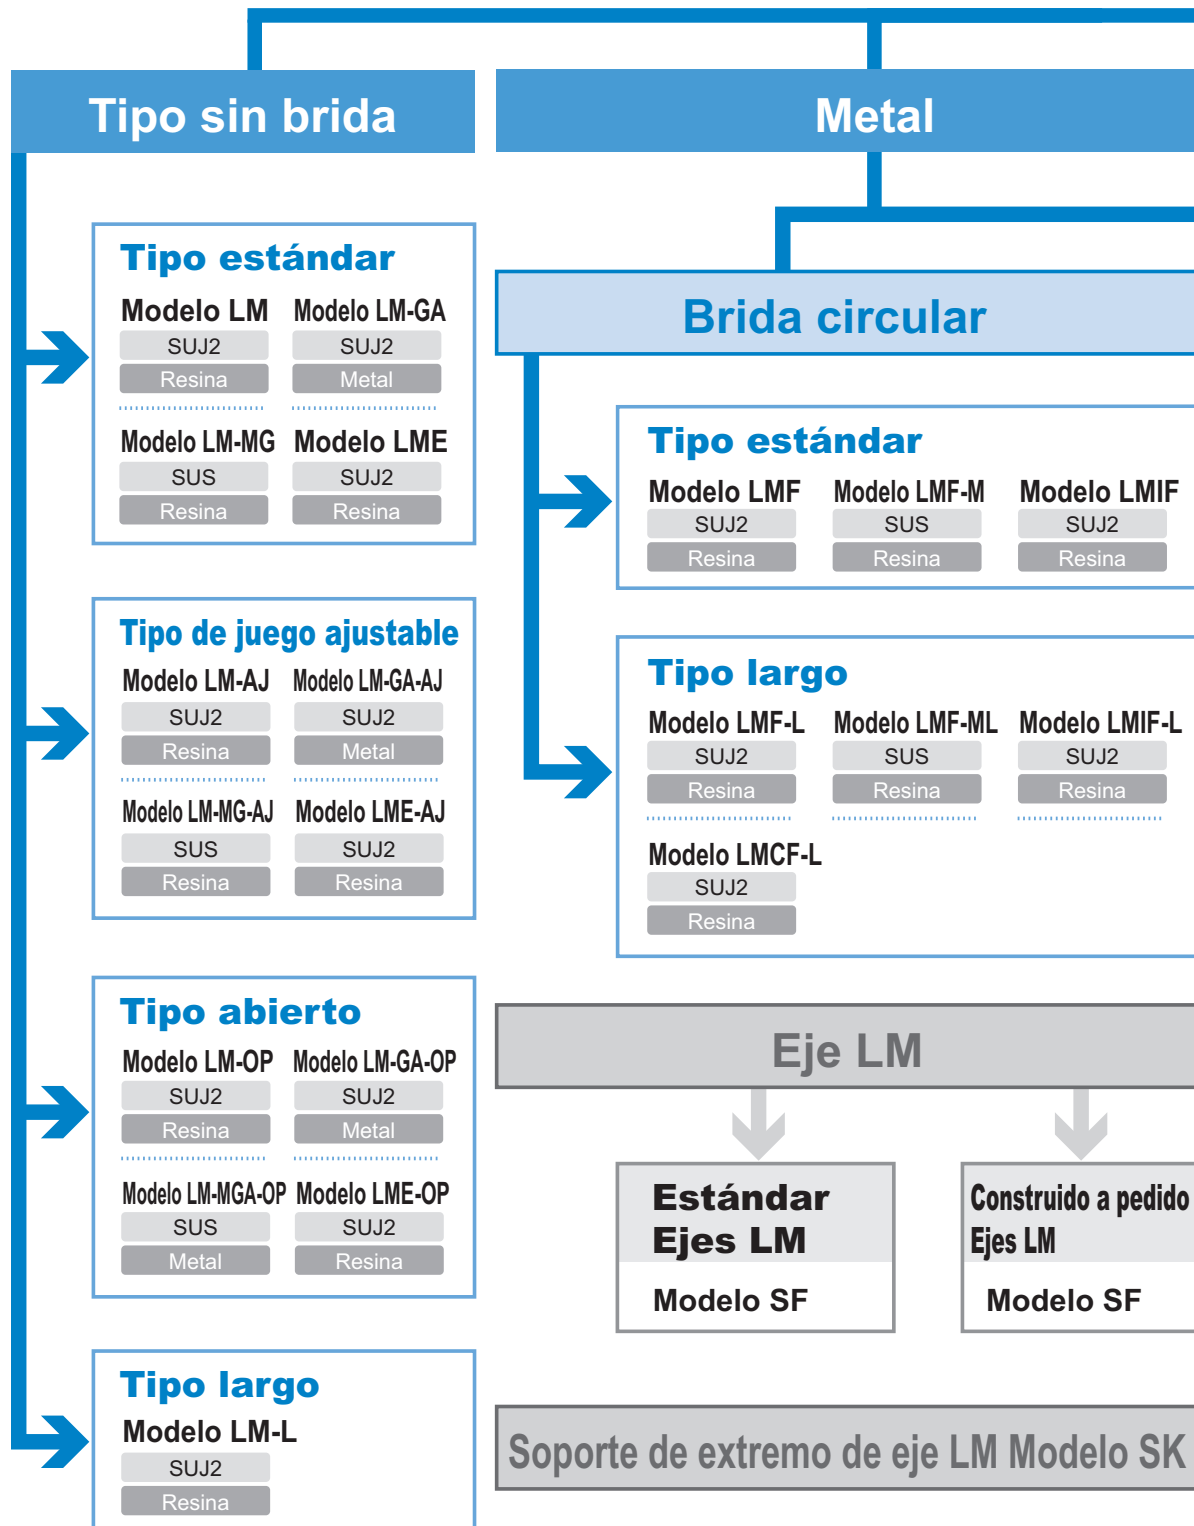 Tipo sin brida
Metal
Tipo estándar
Modelo LM
Modelo LM-GA
SUJ2
SUJ2
Resina
Metal
Modelo LM-MG
Modelo LME
SUS
SUJ2
Resina
Resina
Tipo de juego ajustable
Modelo LM-AJ
Modelo LM-GA-AJ
SUJ2
SUJ2
Resina
Metal
Modelo LM-MG-AJ
Modelo LME-AJ
SUS
SUJ2
Resina
Resina
Tipo abierto
Modelo LM-OP
Modelo LM-GA-OP
SUJ2
SUJ2
Resina
Metal
Modelo LM-MGA-OP
Modelo LME-OP
SUS
SUJ2
Metal
Resina
Tipo largo
Modelo LM-L
SUJ2
Resina
Brida circular
Tipo estándar
Modelo LMF
Modelo LMF-M
Modelo LMIF
SUJ2
SUS
SUJ2
Resina
Resina
Resina
Tipo largo
Modelo LMF-L
Modelo LMF-ML
Modelo LMIF-L
SUJ2
SUS
SUJ2
Resina
Resina
Resina
Modelo LMCF-L
SUJ2
Resina
Eje LM
Estándar
Ejes LM
Modelo SF
Construido a pedido
Ejes LM
Modelo SF
Soporte de extremo de eje LM Modelo SK